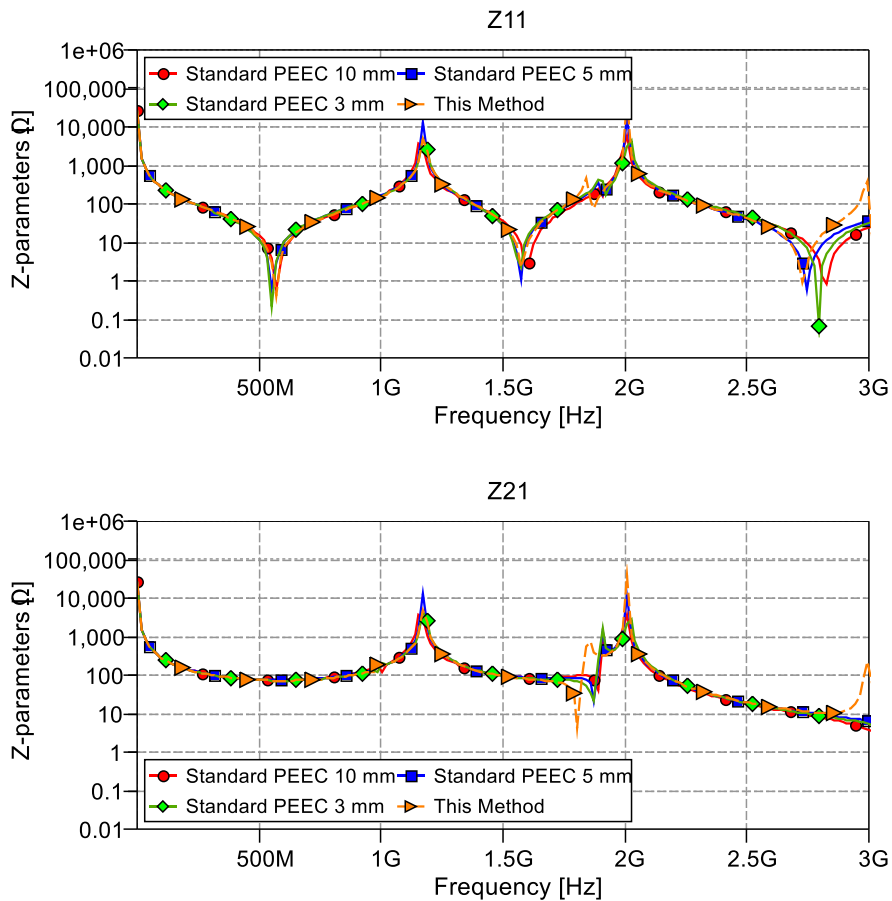 Z11
1e+06
Standard PEEC 10 mm Standard PEEC 5 mm
100,000
Standard PEEC 3 mm This Method
10,000
1,000
100
10
1
0.1
0.01
Z-parameters [Ω]
500M 1G 1.5G 2G 2.5G 3G
Frequency [Hz]
Z21
1e+06
100,000
10,000
1,000
100
10
1
Standard PEEC 10 mm Standard PEEC 5 mm
0.1
Standard PEEC 3 mm This Method
0.01
Z-parameters [Ω]
500M 1G 1.5G 2G 2.5G 3G
Frequency [Hz]